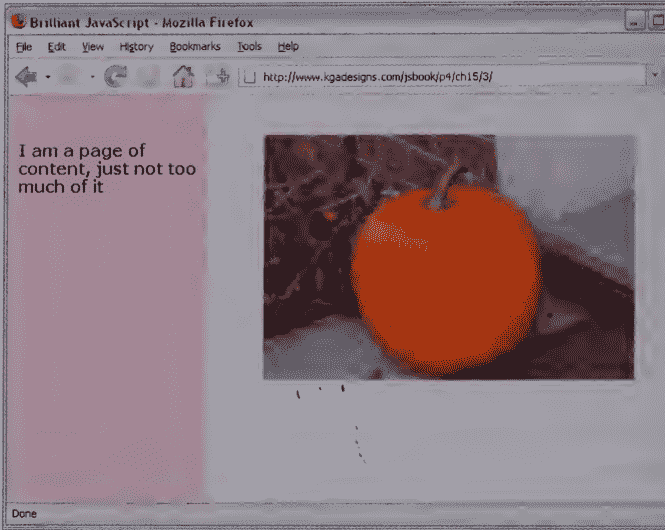 Brilliant JavaScript - Mozilla Firefox
File Edit View History Bookmarks Tools Help
http://www.kgadesigns.com/jsbook/p4/ch15/3/
I am a page of
content, just not too
much of it
Done